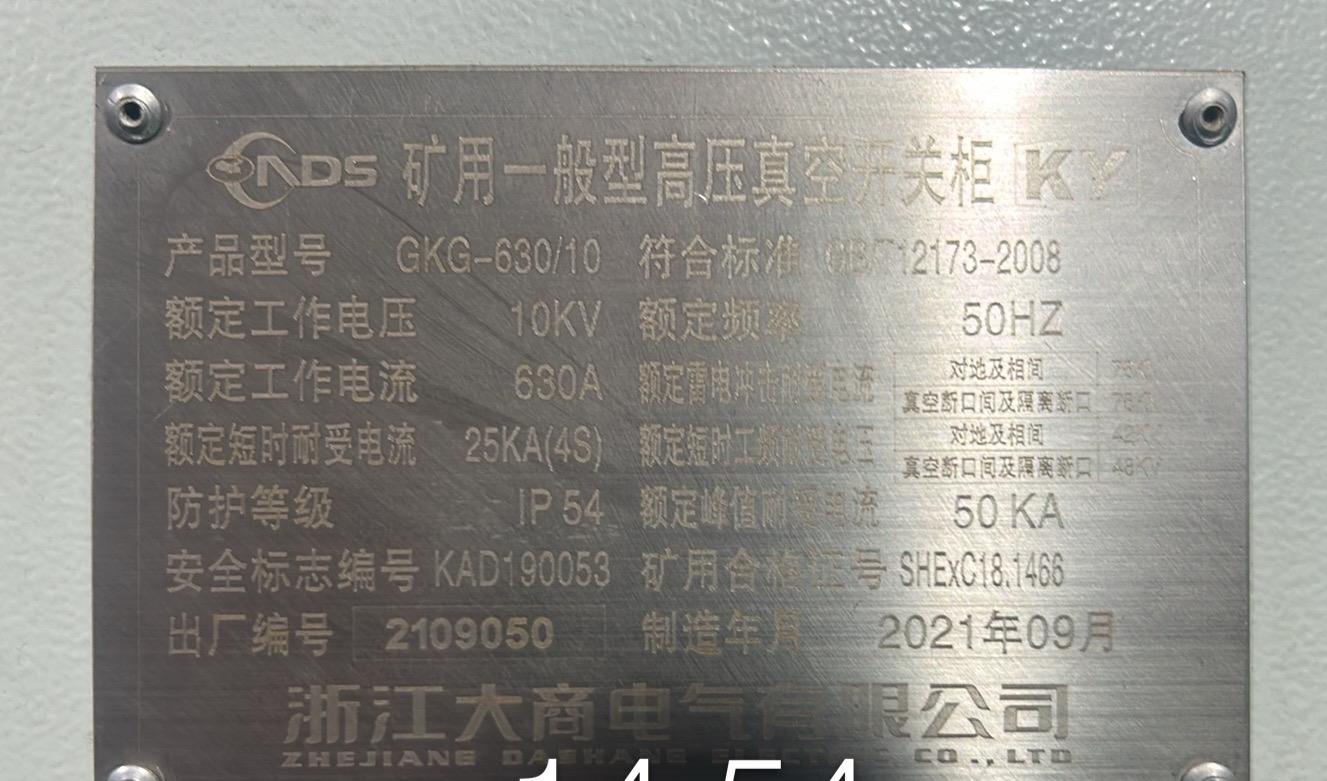 NDS 矿用一般型高压真空开关柜 KY
产品型号 GKG-630/10 符合标准 12173-2008
额定工作电压 10KV 额定频率 50HZ
额定工作电流 630A 额定雷电冲击耐受电流 对地及相间
真空断口间及隔离断口
额定短时耐受电流 25KA(4S) 额定短时工频耐受电压 对地及相间 42KV
真空断口间及隔离断口 48KV
防护等级 IP 54 额定峰值耐受电流 50 KA
安全标志编号 KAD190053 矿用合格证号 SHExC18.1466
出厂编号 2109050 制造年月 2021年09月
浙江大商电气有限公司
ZHEJIANG DASHANG ELECTRIC CO.,LTD